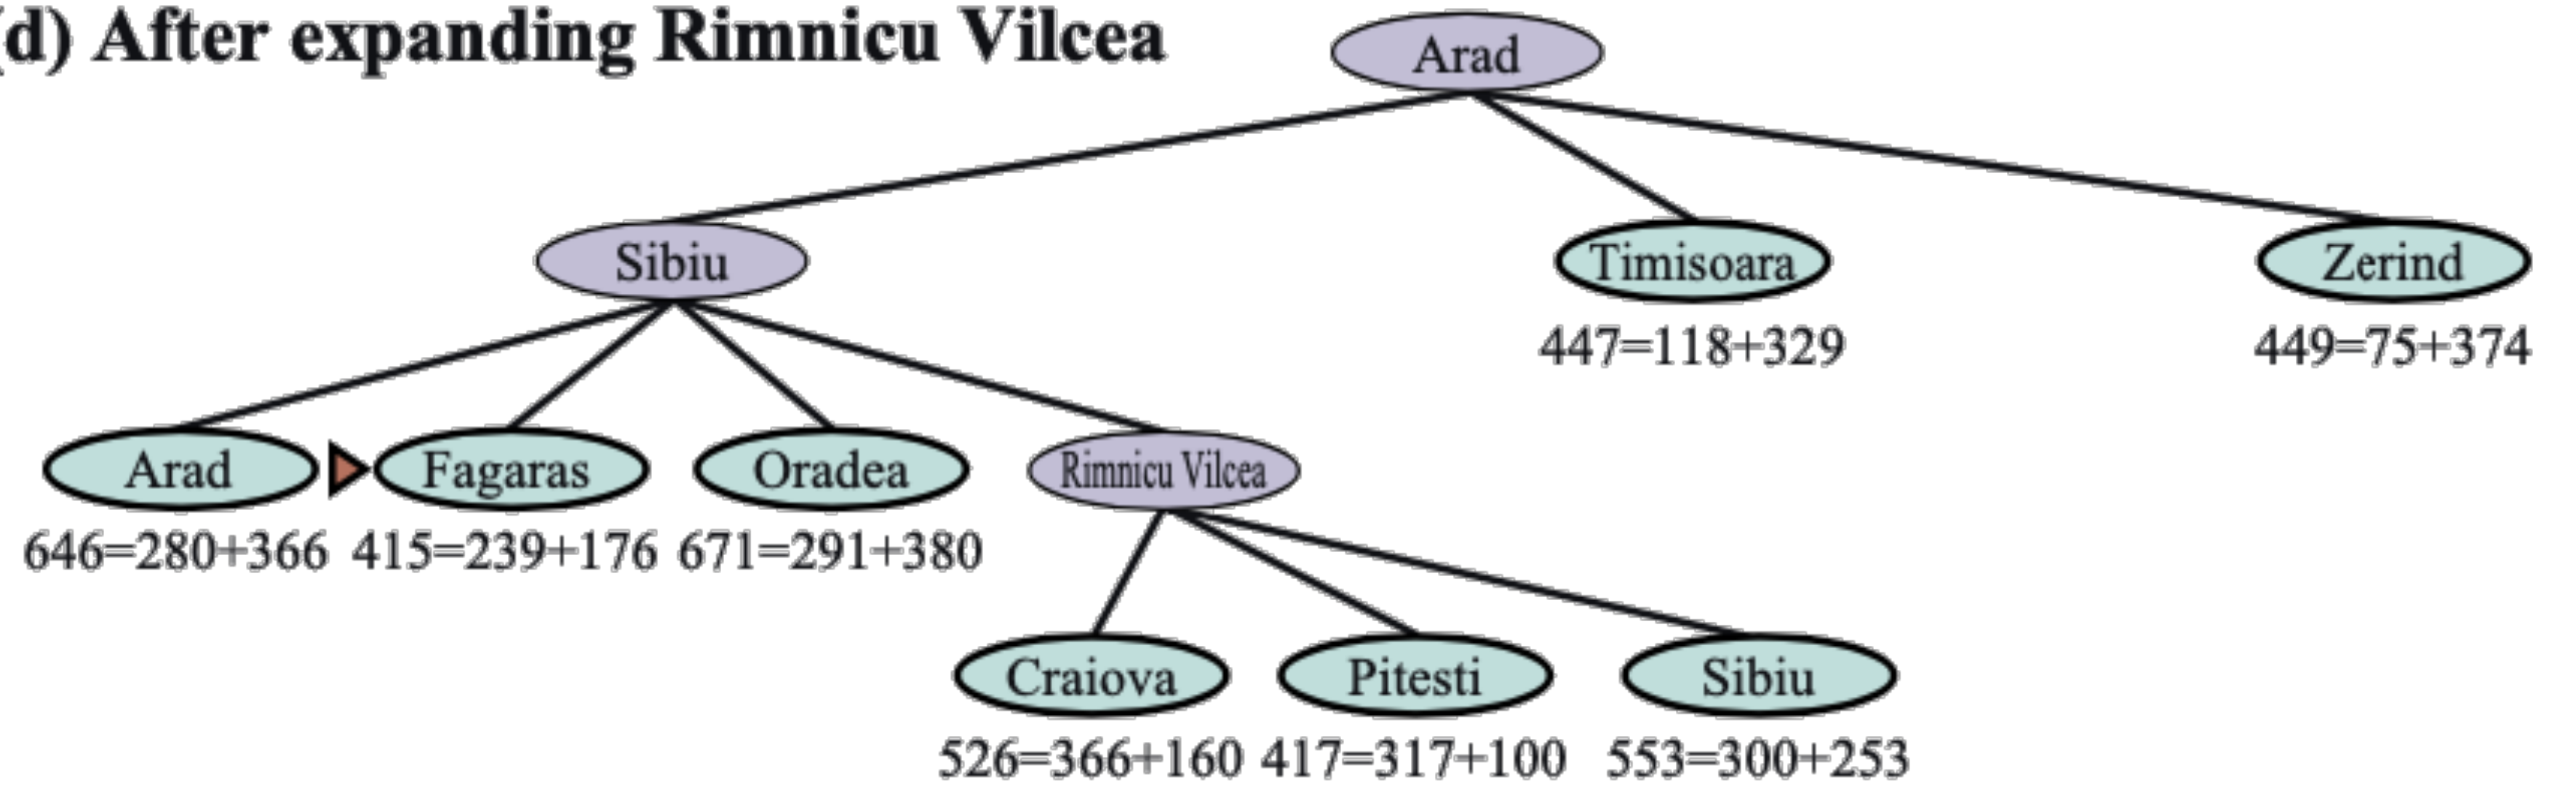 (d) After expanding Rimnicu Vilcea
Arad
Sibiu
Timisoara
Zerind
447=118+329
449=75+374
Arad
Fagaras
Oradea
Rimnicu Vilcea
646=280+366
415=239+176
671=291+380
Craiova
Pitesti
Sibiu
526=366+160
417=317+100
553=300+253